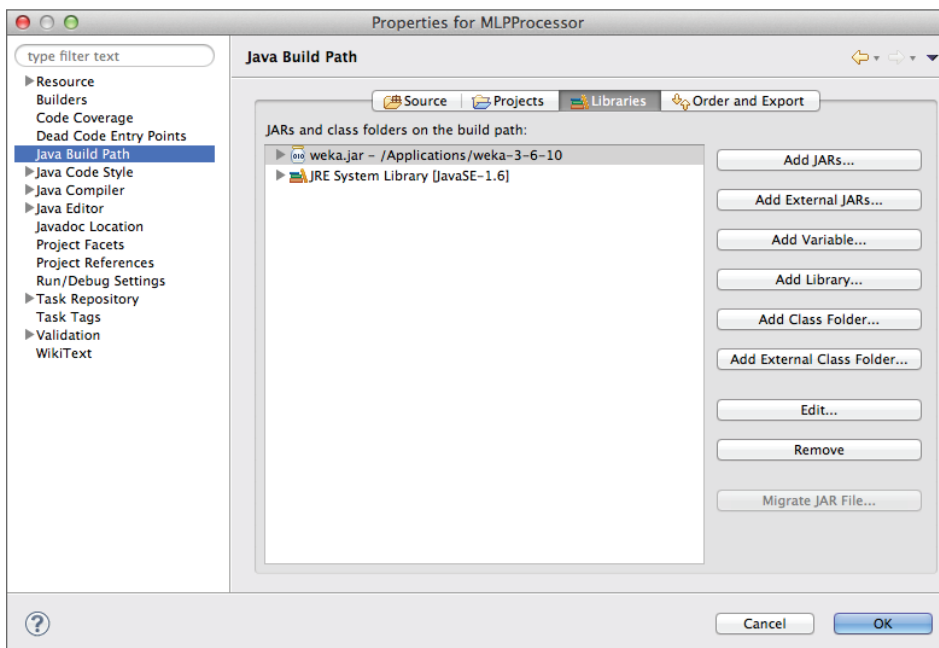 Properties for MLPProcessor
type filter text
Resource
Builders
Code Coverage
Dead Code Entry Points
Java Build Path
Java Code Style
Java Compiler
Java Editor
Javadoc Location
Project Facets
Project References
Run/Debug Settings
Task Repository
Task Tags
Validation
WikiText
Java Build Path
Source
Projects
Libraries
Order and Export
JARs and class folders on the build path:
010
weka.jar – /Applications/weka-3-6-10
JRE System Library [JavaSE-1.6]
Add JARs...
Add External JARs...
Add Variable...
Add Library...
Add Class Folder...
Add External Class Folder...
Edit...
Remove
Migrate JAR File...
?
Cancel
OK